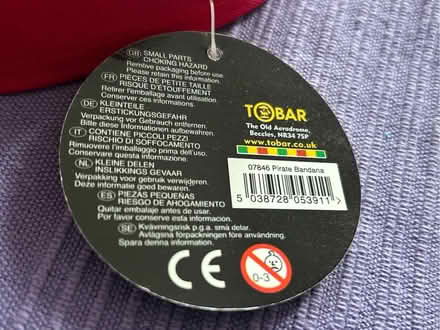 GB SMALL PARTS
CHOKING HAZARD
Remove packaging before use.
Please retain this information.
FR PIÈCES DE PETITE TAILLE
RISQUE D'ÉTOUFFEMENT
Retirer l'emballage avant utilisation.
Conserver ces informations.
DE KLEINTEILE
ERSTICKUNGSGEFAHR
Verpackung vor Gebrauch entfernen.
Bitte diese Informationen aufbewahren.
IT CONTIENE PICCOLI PEZZI
RISCHIO DI SOFFOCAMENTO
Rimuovere l'imballaggio prima dell'uso.
Conservare questa informazione.
NL KLEINE DELEN
INSLIKKINGS GEVAAR
Verpakking voor gebruik verwijderen.
Deze informatie goed bewaren.
ES PIEZAS PEQUEÑAS
RIESGO DE AHOGAMIENTO
Quitar embalaje antes de usar.
Por favor conserve esta información.
SE Kvävningsrisk p.g.a. små delar.
Avlägsna förpackningen före användning.
Spara denna information.
TOBAR
The Old Aerodrome,
Beccles, NR34 7SP
www.tobar.co.uk
07846 Pirate Bandana
5 038728 053911 >
CE
0-3